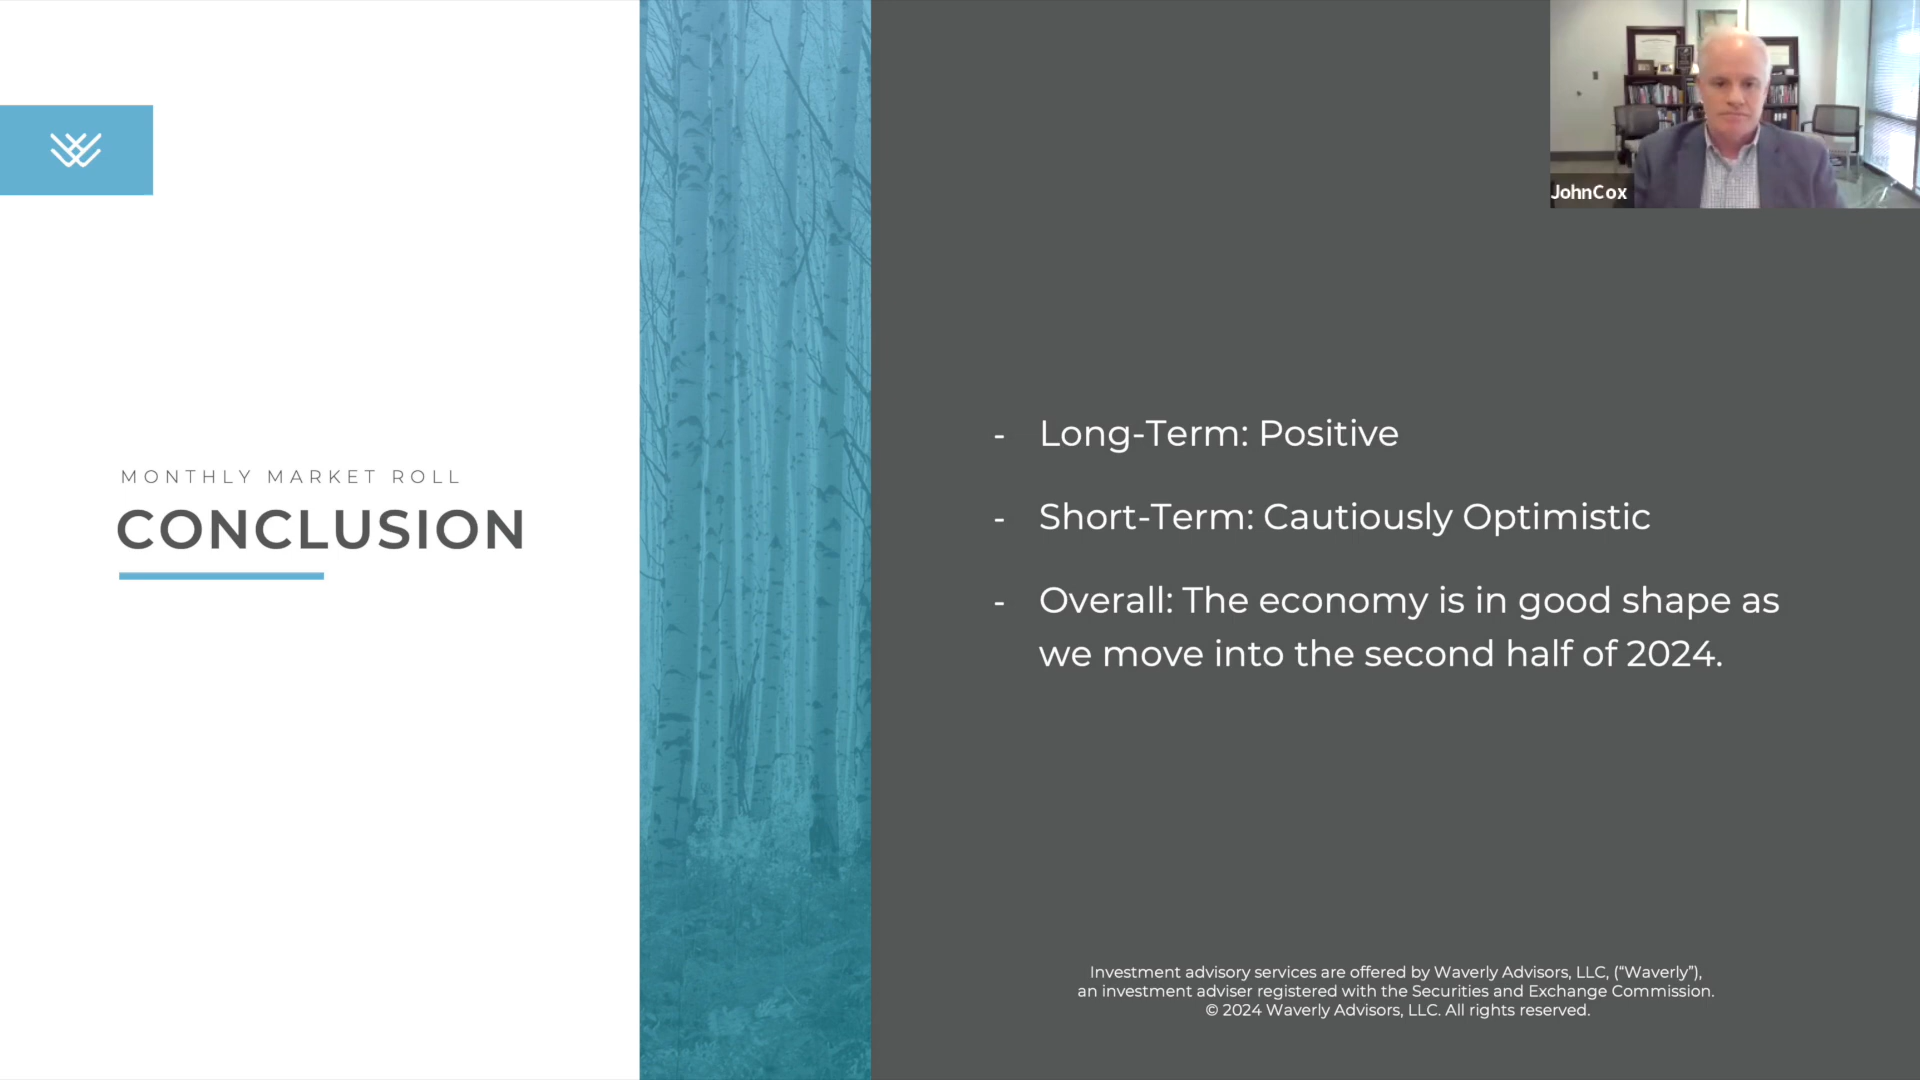 MONTHLY MARKET ROLL
CONCLUSION
JohnCox
- Long-Term: Positive
- Short-Term: Cautiously Optimistic
- Overall: The economy is in good shape as
we move into the second half of 2024.
Investment advisory services are offered by Waverly Advisors, LLC, (“Waverly”),
an investment adviser registered with the Securities and Exchange Commission.
© 2024 Waverly Advisors, LLC. All rights reserved.